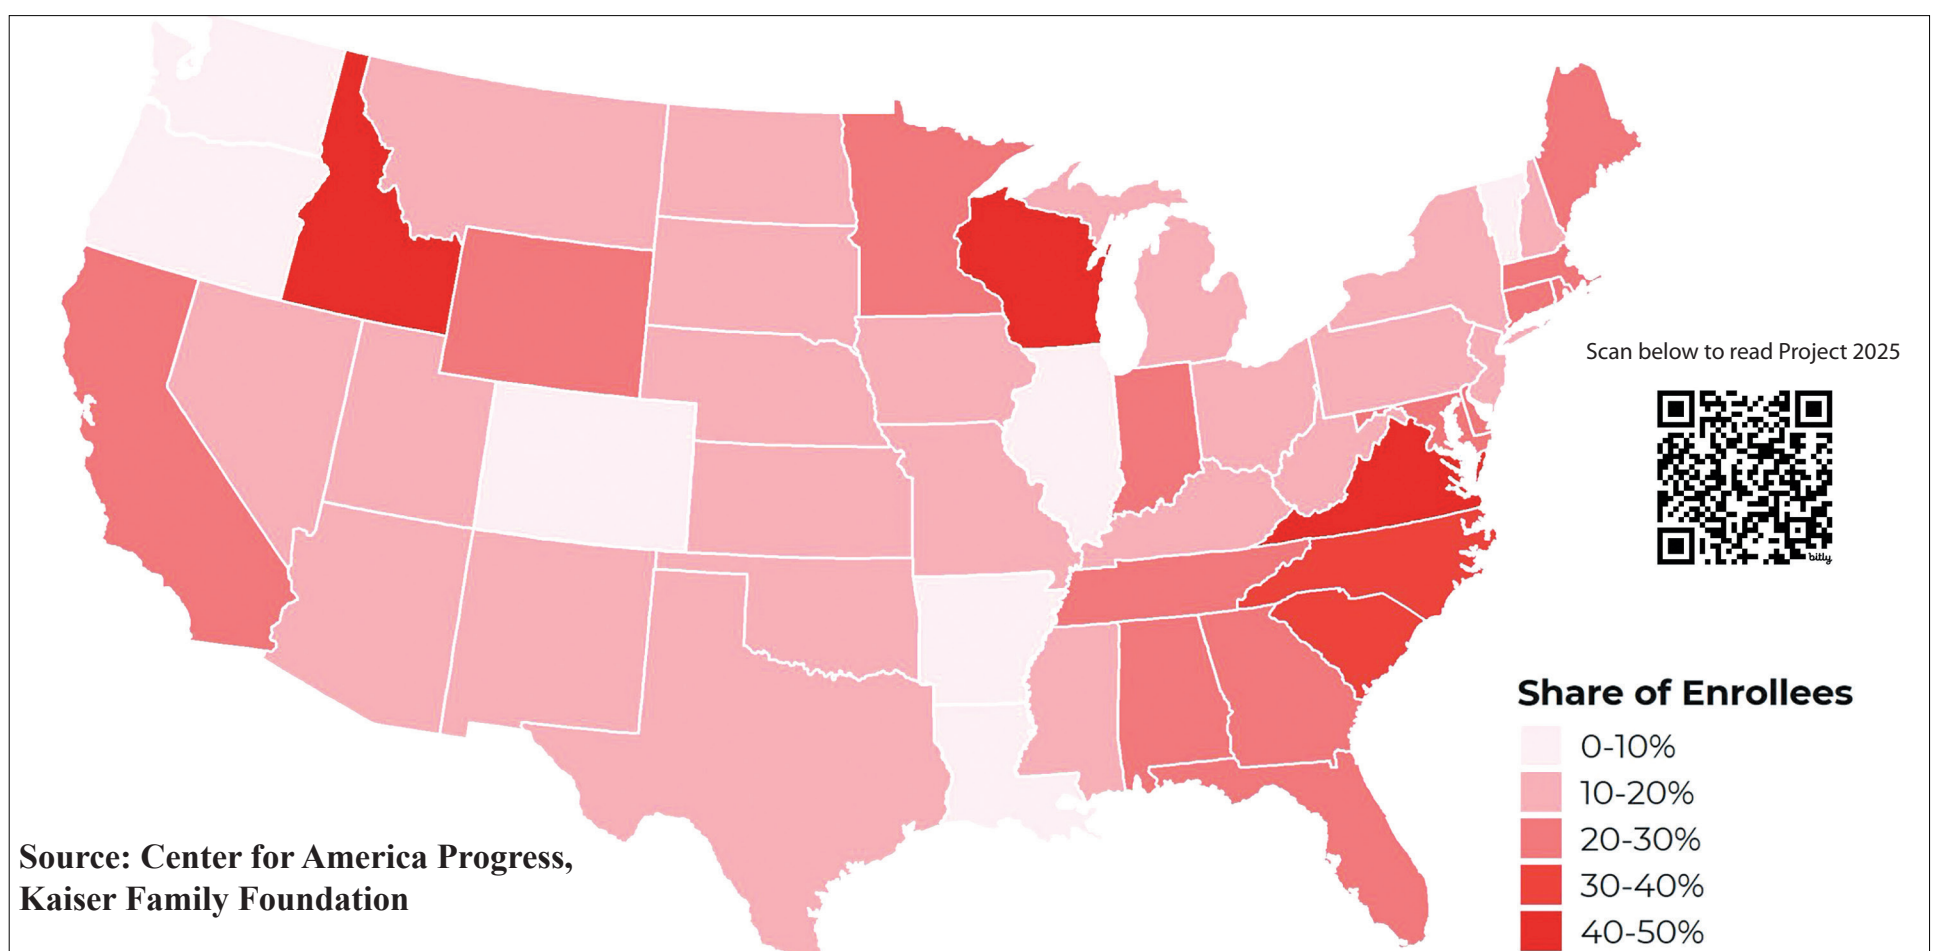 Scan below to read Project 2025
bitly
Share of Enrollees
0-10%
10-20%
20-30%
30-40%
40-50%
Source: Center for America Progress,
Kaiser Family Foundation